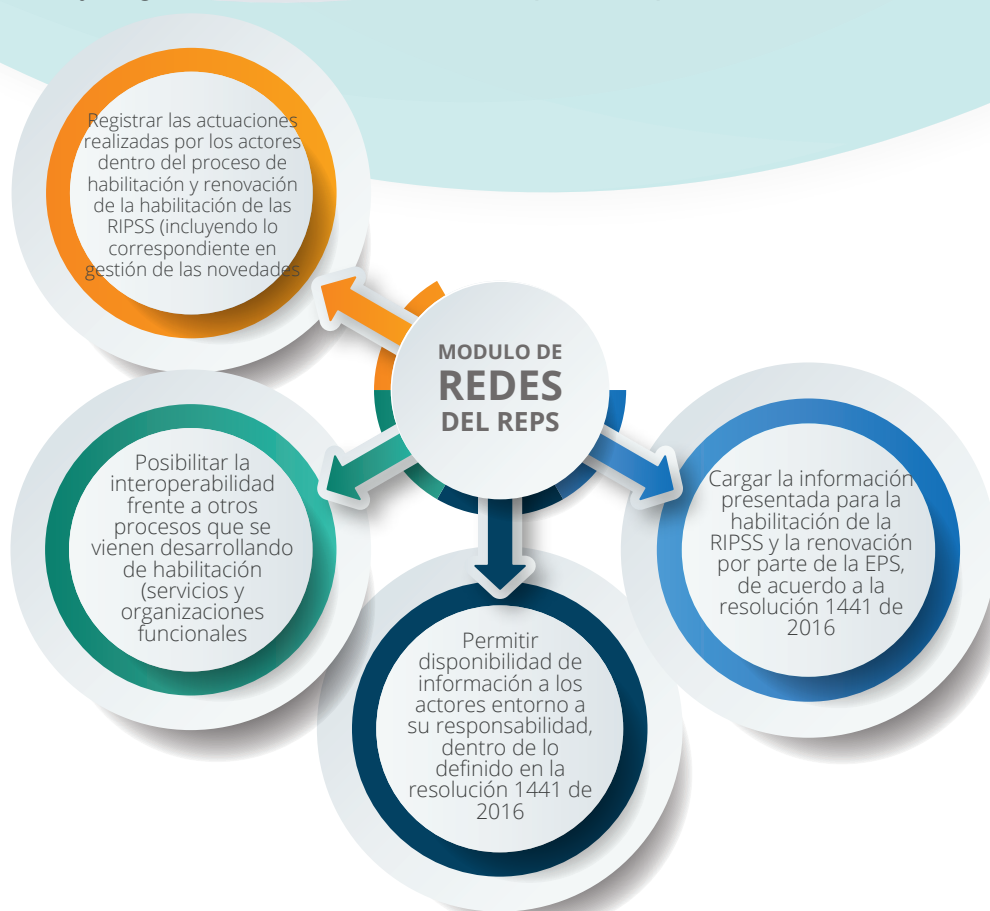 Registrar las actuaciones
realizadas por los actores
dentro del proceso de
habilitación y renovación
de la habilitación de las
RIPSS (incluyendo lo
correspondiente en
gestión de las novedades
MODULO DE
REDES
DEL REPS
Posibilitar la
interoperabilidad
frente a otros
procesos que se
vienen desarrollando
de habilitación
(servicios y
organizaciones
funcionales
Cargar la información
presentada para la
habilitación de la
RIPSS y la renovación
por parte de la EPS,
de acuerdo a la
resolución 1441 de
2016
Permitir
disponibilidad de
información a los
actores entorno a
su responsabilidad,
dentro de lo
definido en la
resolución 1441 de
2016